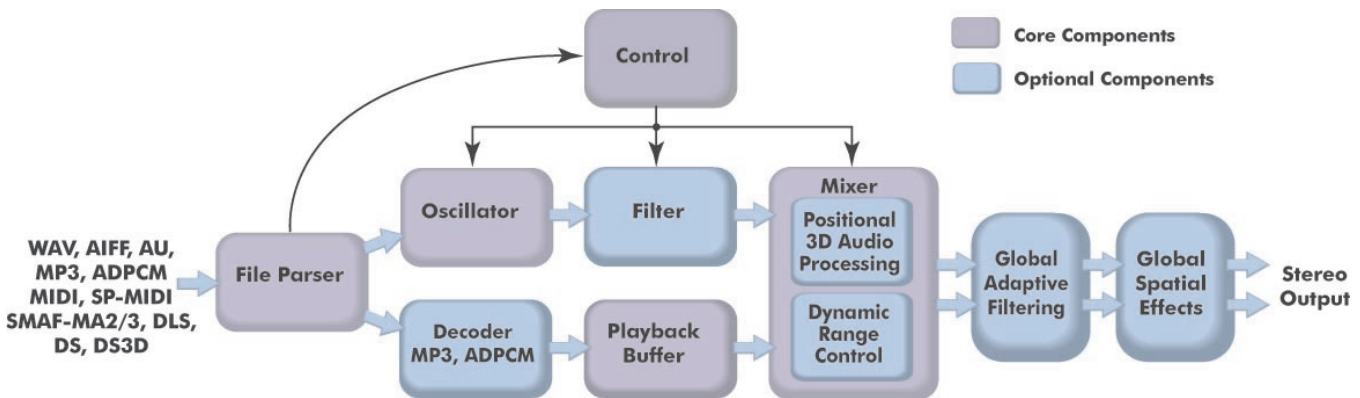 Control
Core Components
Optional Components
Oscillator
Filter
Mixer
Positional
3D Audio
Processing
WAV, AIFF, AU,
MP3, ADPCM
MIDI, SP-MIDI
SMAF-MA2/3, DLS,
DS, DS3D
File Parser
Decoder
MP3, ADPCM
Playback
Buffer
Dynamic
Range
Control
Global
Adaptive
Filtering
Global
Spatial
Effects
Stereo
Output